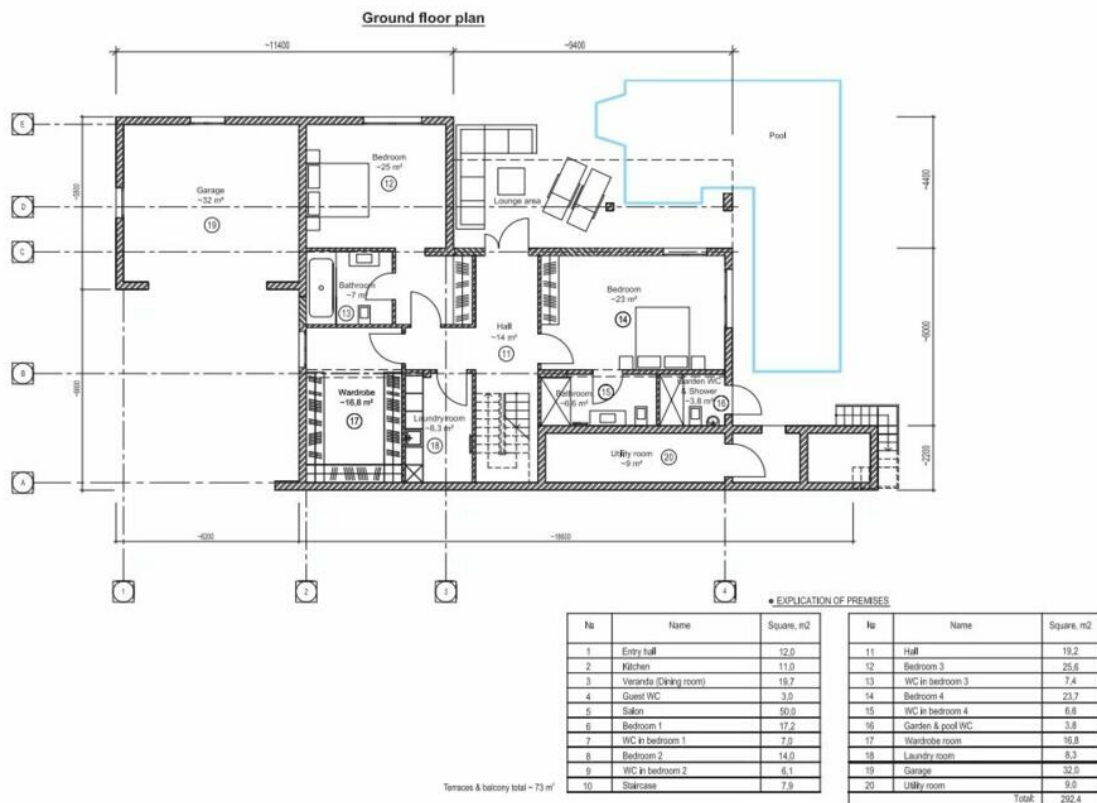 Ground floor plan
~11400
~9400
E
D
C
B
A
~5800
~6600
~4400
~6000
~2200
Pool
Bedroom
~25 m²
12
Garage
~32 m²
19
Lounge area
Bathroom
~7 m²
13
Bedroom
~23 m²
14
Hall
~14 m²
11
Wardrobe
~16,8 m²
17
Laundry room
~8,3 m²
18
Bathroom
~6,6 m²
15
Garden WC
& Shower
~3,8 m²
16
Utility room
~9 m²
20
~6200
~18600
1
2
3
4
• EXPLICATION OF PREMISES
№ Name Square, m2
1 Entry hall 12,0
2 Kitchen 11,0
3 Veranda (Dining room) 19,7
4 Guest WC 3,0
5 Salon 50,0
6 Bedroom 1 17,2
7 WC in bedroom 1 7,0
8 Bedroom 2 14,0
9 WC in bedroom 2 6,1
10 Staircase 7,9
№ Name Square, m2
11 Hall 19,2
12 Bedroom 3 25,6
13 WC in bedroom 3 7,4
14 Bedroom 4 23,7
15 WC in bedroom 4 6,6
16 Garden & pool WC 3,8
17 Wardrobe room 16,8
18 Laundry room 8,3
19 Garage 32,0
20 Utility room 9,0
Total: 292,4
Terraces & balcony total ~ 73 m²